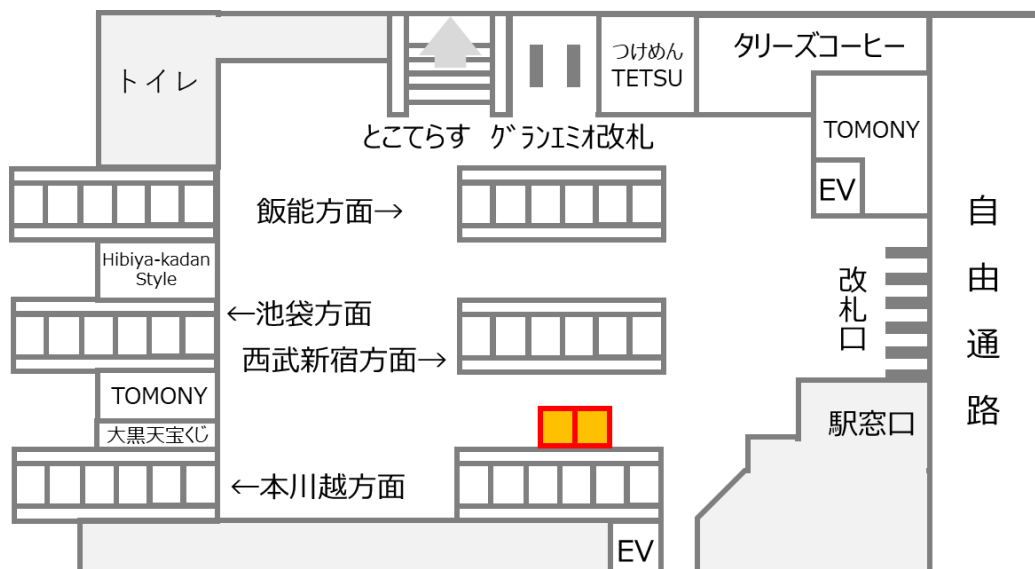 トイレ
つけめん
TETSU
タリーズコーヒー
とこてらす グランエミオ改札
TOMONY
EV
飯能方面→
Hibiya-kadan
Style
←池袋方面
西武新宿方面→
改札口
自由通路
TOMONY
大黒天宝くじ
駅窓口
←本川越方面
EV